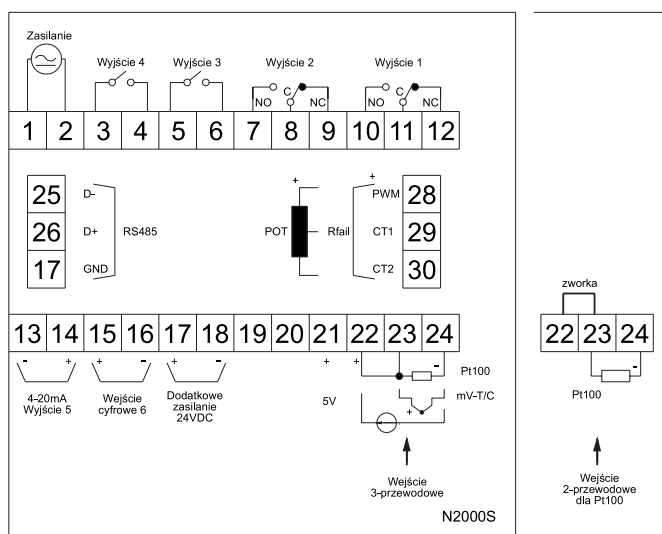 Zasilanie
Wyjście 4 Wyjście 3 Wyjście 2 Wyjście 1
NO C NC NO C NC
1 2 3 4 5 6 7 8 9 10 11 12
25 D-
26 D+ RS485
17 GND
+
POT Rfail
+
PWM 28
CT1 29
CT2 30
zworka
13 14 15 16 17 18 19 20 21 22 23 24
22 23 24
- + + - + - + + -
-
4-20mA
Wyjście 5
Wejście
cyfrowe 6
Dodatkowe
zasilanie
24VDC
5V
Pt100
mV-T/C
+
Pt100
Wejście
3-przewodowe
Wejście
2-przewodowe
dla Pt100
N2000S